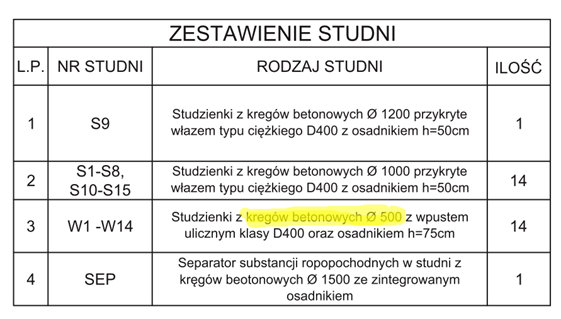 ZESTAWIENIE STUDNI
L.P. NR STUDNI RODZAJ STUDNI ILOŚĆ
1 S9 Studzienki z kregów betonowych Ø 1200 przykryte
włazem typu ciężkiego D400 z osadnikiem h=50cm 1
2 S1-S8, Studzienki z kregów betonowych Ø 1000 przykryte
S10-S15 włazem typu ciężkiego D400 z osadnikiem h=50cm 14
3 W1 -W14 Studzienki z kregów betonowych Ø 500 z wpustem
ulicznym klasy D400 oraz osadnikiem h=75cm 14
4 SEP Separator substancji ropopochodnych w studni z
kręgów beotonowych Ø 1500 ze zintegrowanym
osadnikiem 1